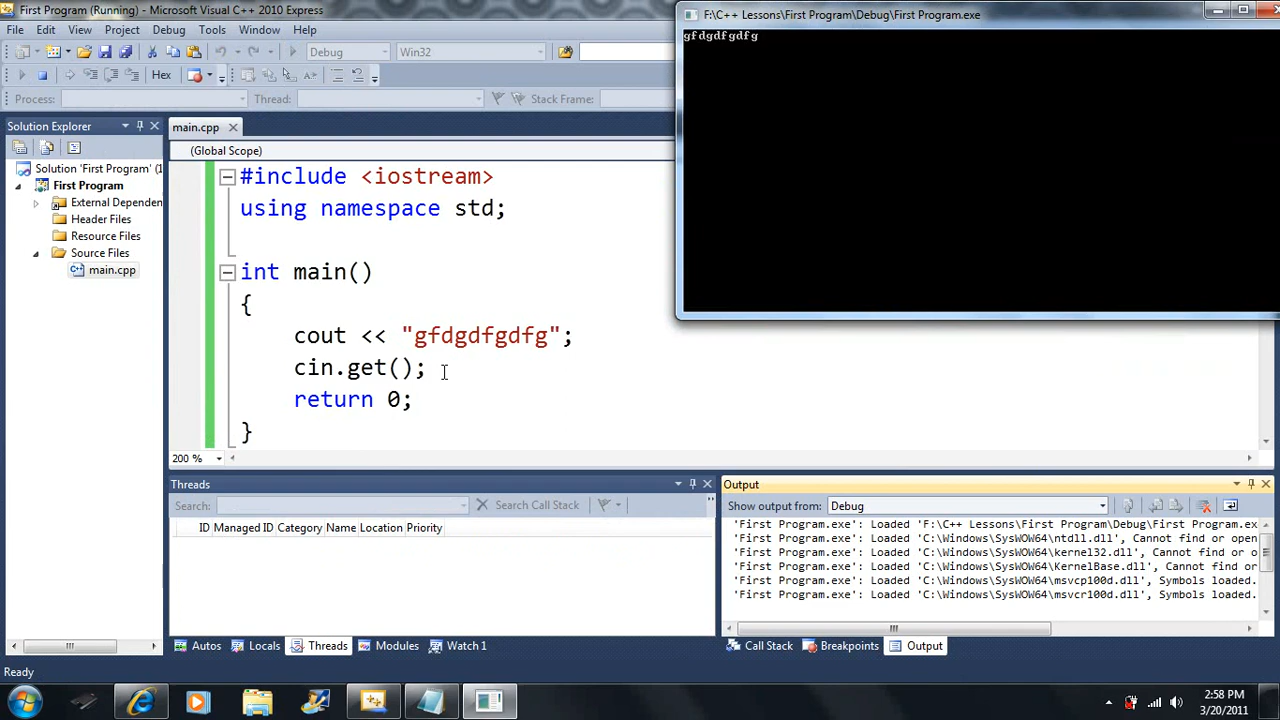 First Program (Running) - Microsoft Visual C++ 2010 Express
File Edit View Project Debug Tools Window Help
Debug Win32
Hex
Process: Thread: Stack Frame:
F:\C++ Lessons\First Program\Debug\First Program.exe
gfdgdfgdfg
Solution Explorer
Solution 'First Program' (1
First Program
External Dependen
Header Files
Resource Files
Source Files
main.cpp
main.cpp
(Global Scope)
#include <iostream>
using namespace std;
int main()
{
cout << "gfdgdfgdfg";
cin.get();
return 0;
}
200 %
Threads
Search: Search Call Stack
ID Managed ID Category Name Location Priority
Autos Locals Threads Modules Watch 1
Output
Show output from: Debug
'First Program.exe': Loaded 'F:\C++ Lessons\First Program\Debug\First Program.exe
'First Program.exe': Loaded 'C:\Windows\SysWOW64\ntdll.dll', Cannot find or open
'First Program.exe': Loaded 'C:\Windows\SysWOW64\kernel32.dll', Cannot find or o
'First Program.exe': Loaded 'C:\Windows\SysWOW64\KernelBase.dll', Cannot find or
'First Program.exe': Loaded 'C:\Windows\SysWOW64\msvcp100d.dll', Symbols loaded.
'First Program.exe': Loaded 'C:\Windows\SysWOW64\msvcr100d.dll', Symbols loaded.
Call Stack Breakpoints Output
Ready
2:58 PM
3/20/2011